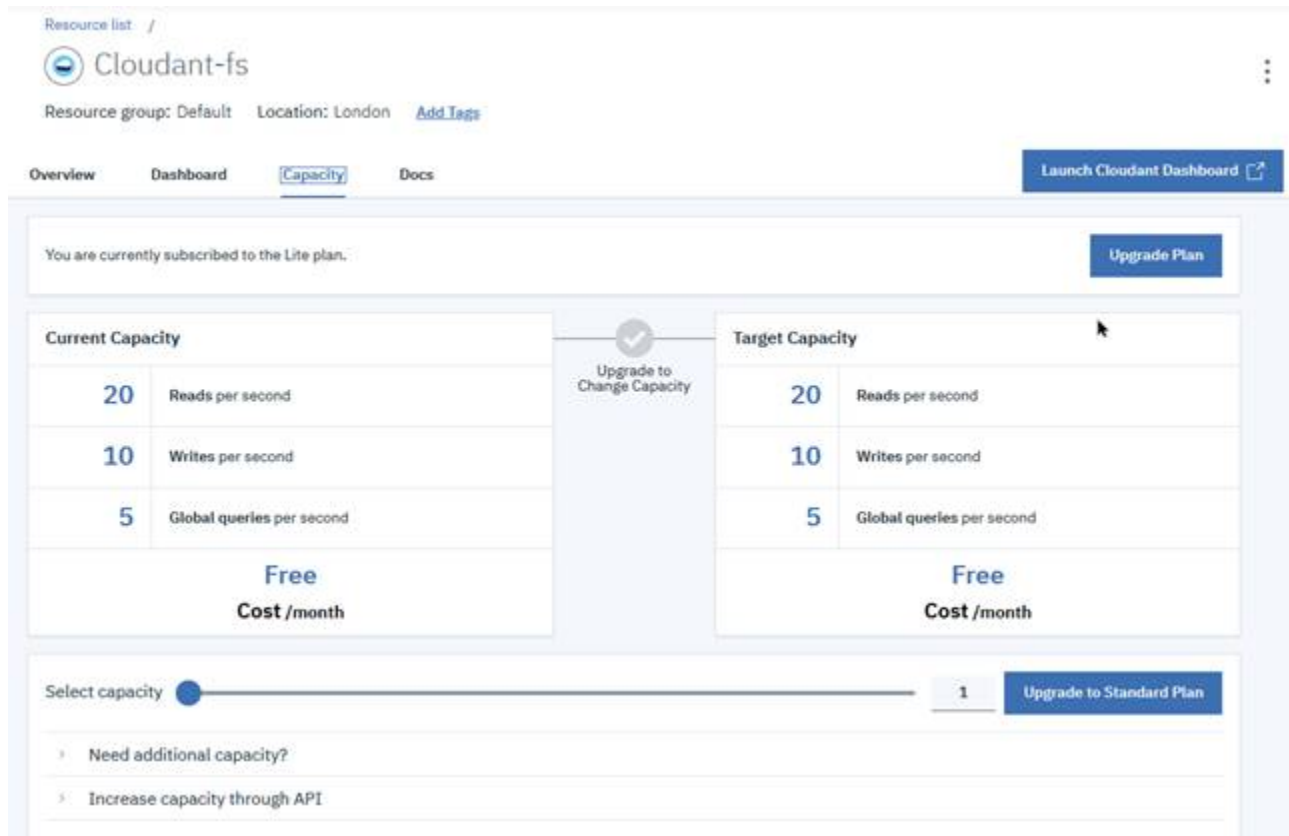 Resource list /
Cloudant-fs
Resource group: Default Location: London Add Tags
Overview Dashboard Capacity Docs Launch Cloudant Dashboard
You are currently subscribed to the Lite plan. Upgrade Plan
Current Capacity
20 Reads per second
10 Writes per second
5 Global queries per second
Free
Cost /month
Upgrade to
Change Capacity
Target Capacity
20 Reads per second
10 Writes per second
5 Global queries per second
Free
Cost /month
Select capacity 1 Upgrade to Standard Plan
Need additional capacity?
Increase capacity through API